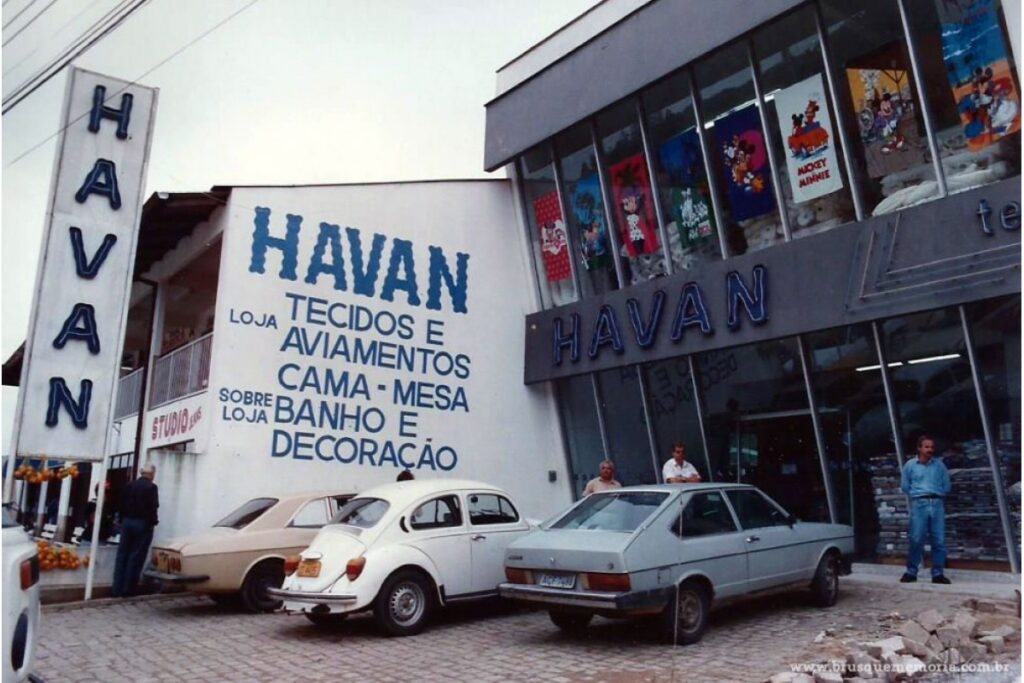 HAVAN
HAVAN
LOJA TECIDOS E
AVIAMENTOS
CAMA - MESA
SOBRE LOJA BANHO E
DECORAÇÃO
STUDIO
HAVAN
te
MICKEY
MINNIE
www.brusquememoria.com.br